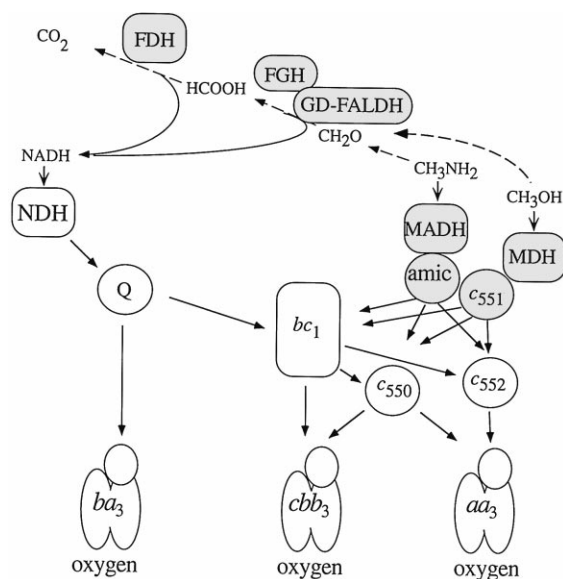 CO2
FDH
HCOOH
FGH
GD-FALDH
CH2O
NADH
CH3NH2
CH3OH
NDH
MADH
MDH
amic
c551
Q
bc1
c550
c552
ba3
cbb3
aa3
oxygen
oxygen
oxygen